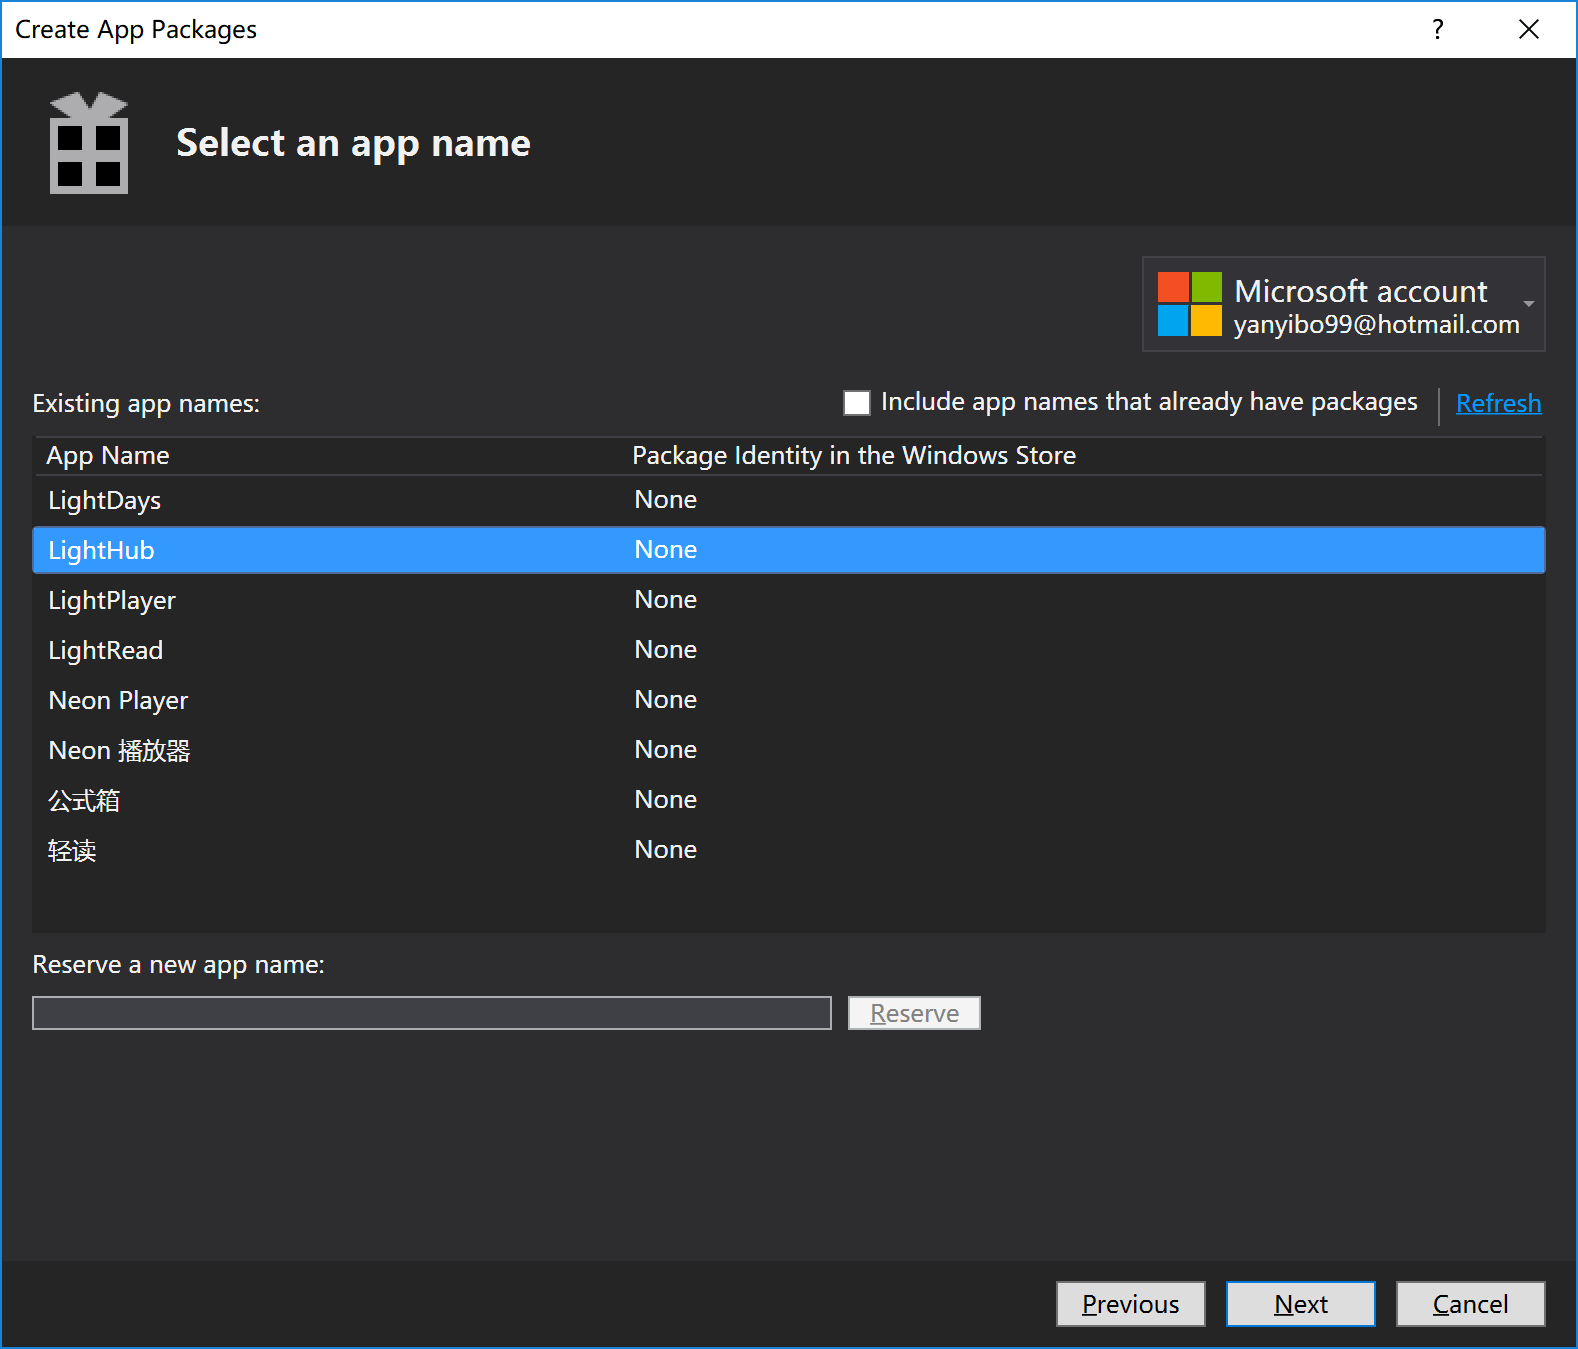 Create App Packages
?
Select an app name
Microsoft account
yanyibo99@hotmail.com
Existing app names:
Include app names that already have packages
Refresh
App Name Package Identity in the Windows Store
LightDays None
LightHub None
LightPlayer None
LightRead None
Neon Player None
Neon 播放器 None
公式箱 None
轻读 None
Reserve a new app name:
Reserve
Previous Next Cancel